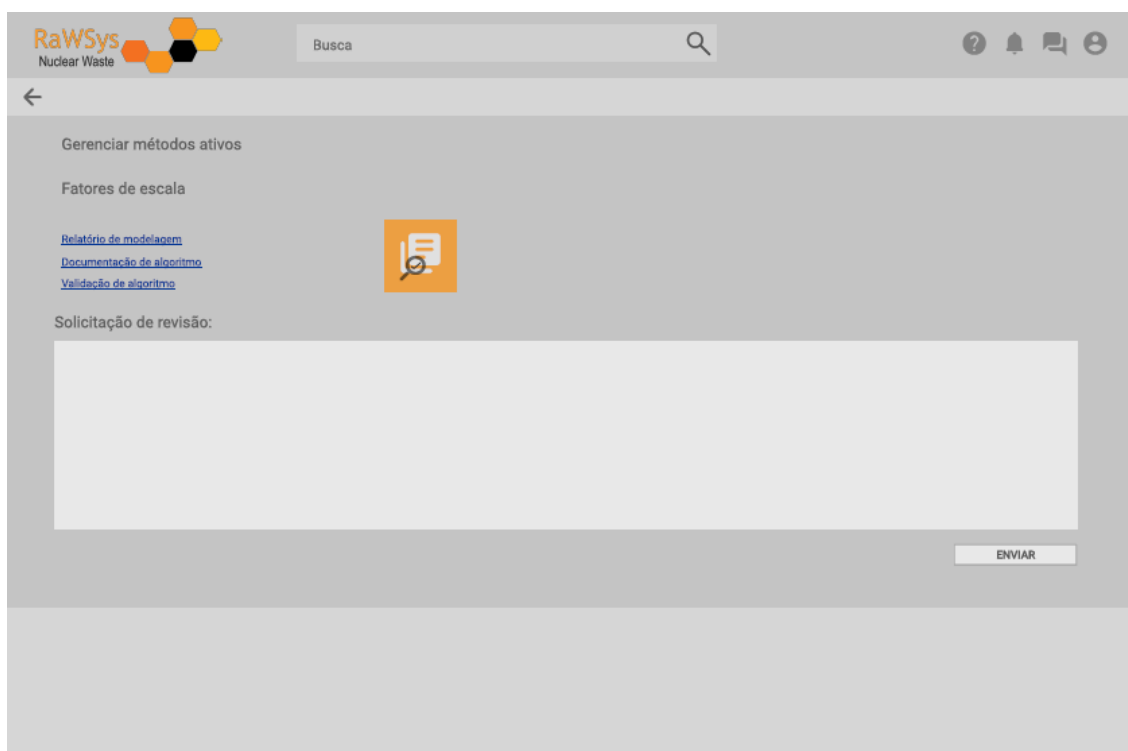 RaWSys
Nuclear Waste
Busca
Gerenciar métodos ativos
Fatores de escala
Relatório de modelagem
Documentação de algoritmo
Validação de algoritmo
Solicitação de revisão:
ENVIAR